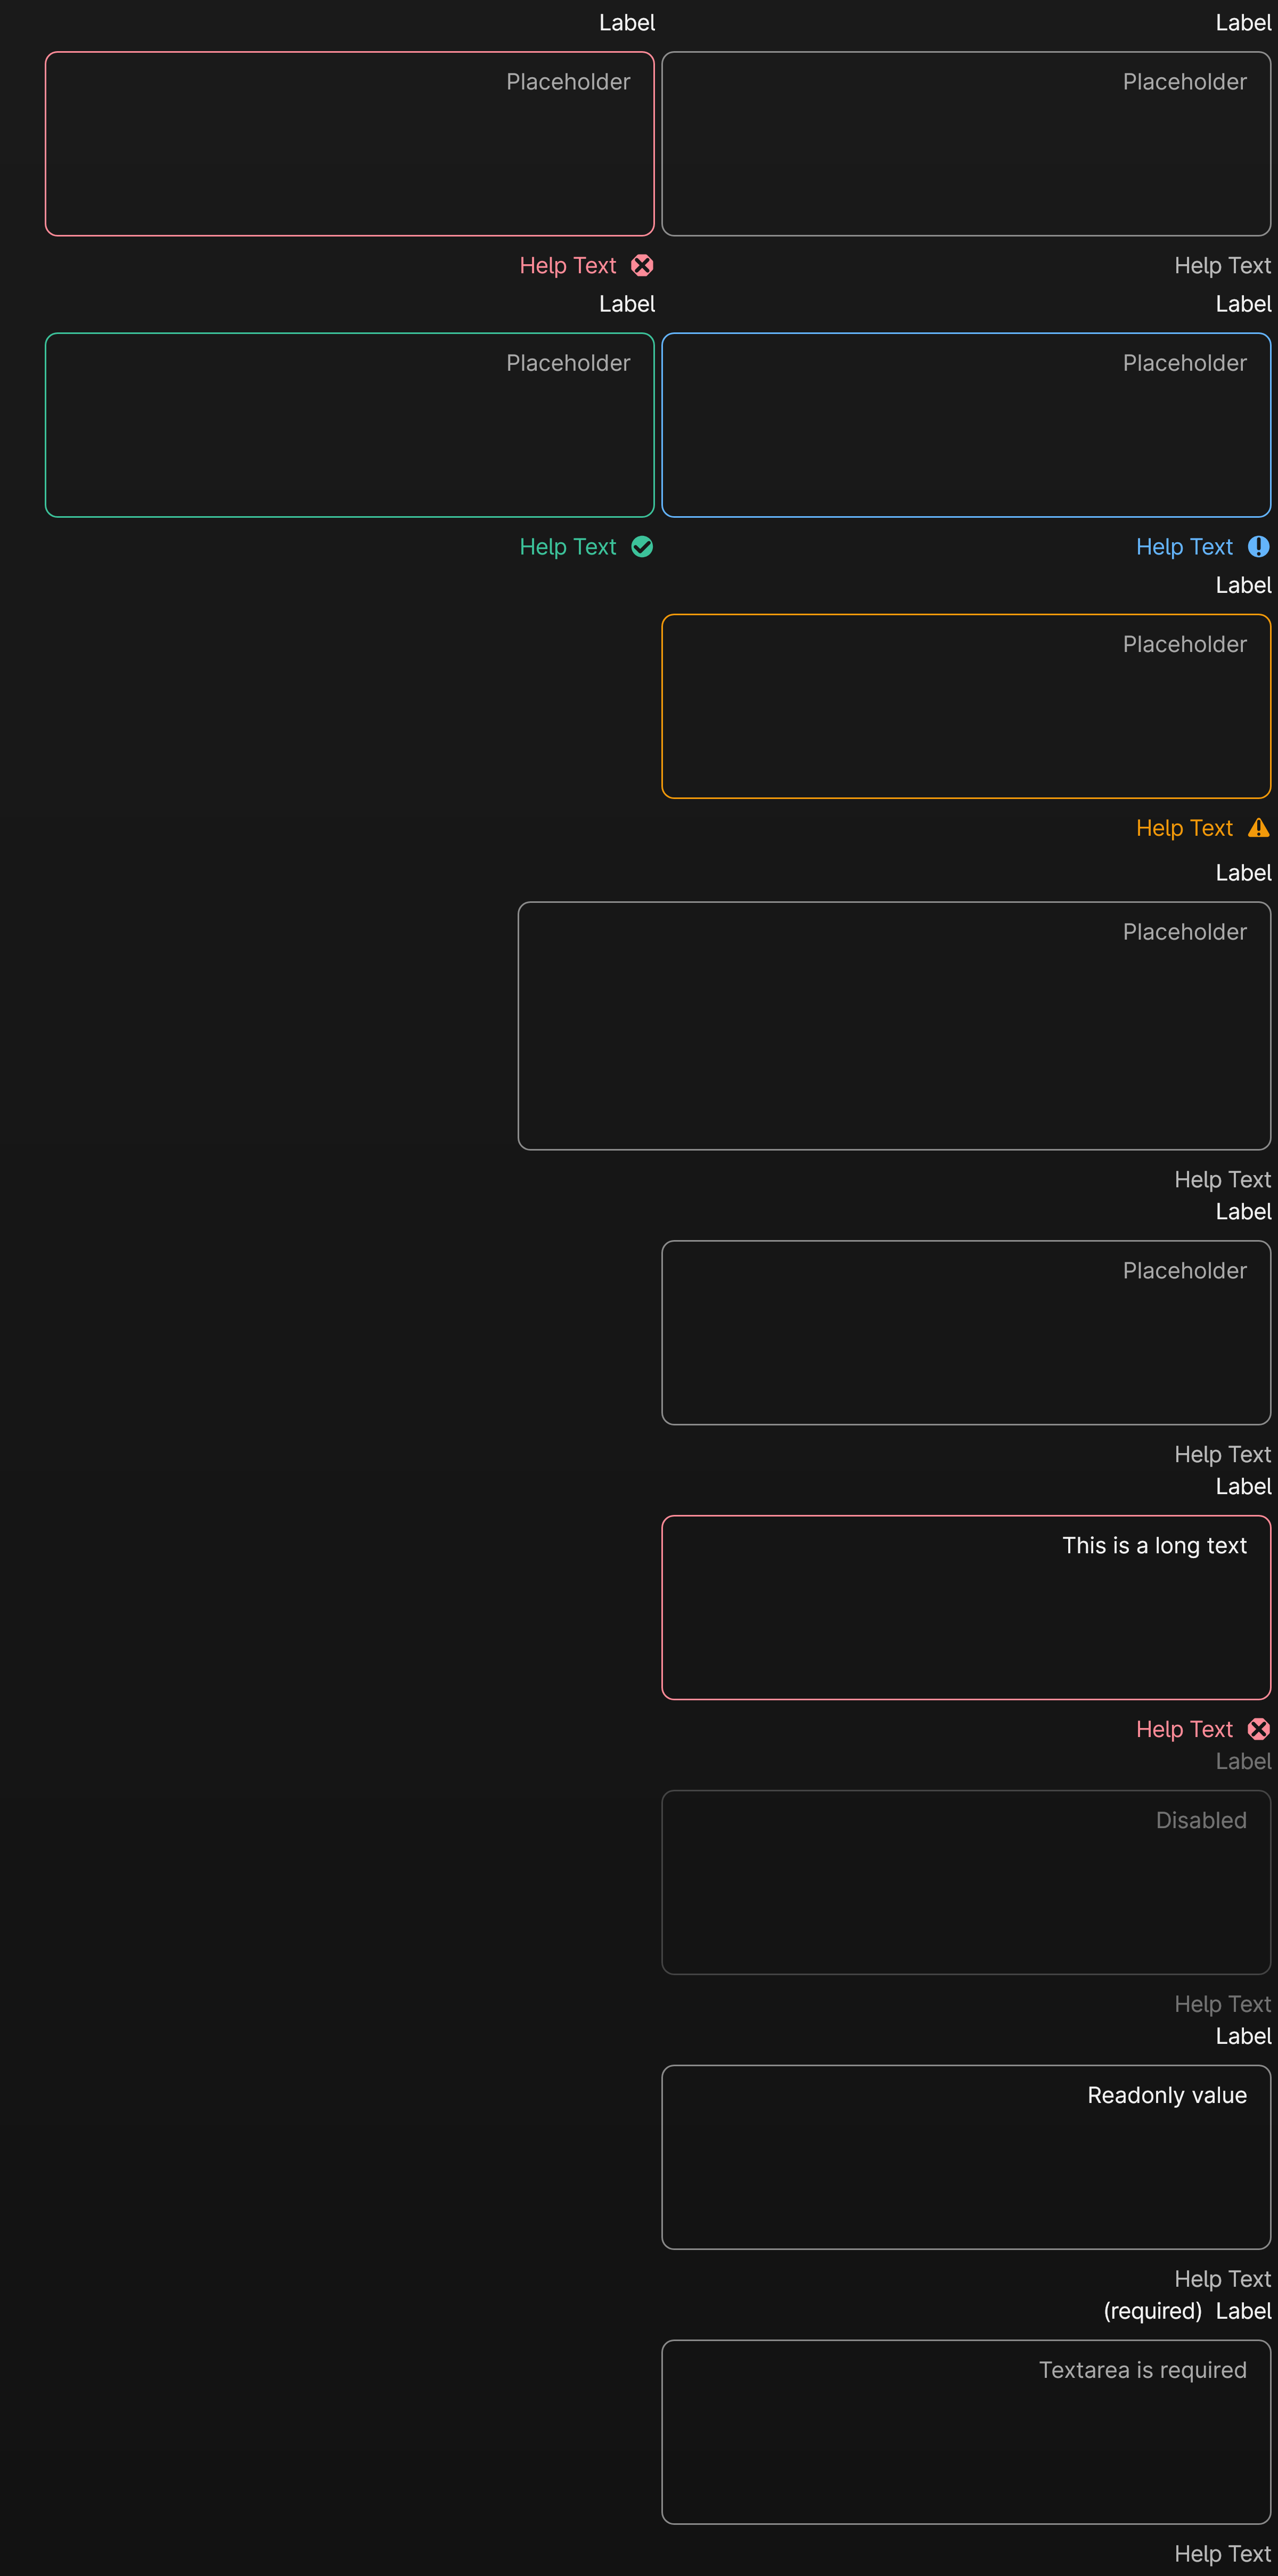 Label
Placeholder
Help Text
Label
Placeholder
Help Text
Label
Placeholder
Help Text
Label
Placeholder
Help Text
Label
Placeholder
Help Text
Label
Placeholder
Help Text
Label
Placeholder
Help Text
Label
This is a long text
Help Text
Label
Disabled
Help Text
Label
Readonly value
Help Text
(required) Label
Textarea is required
Help Text